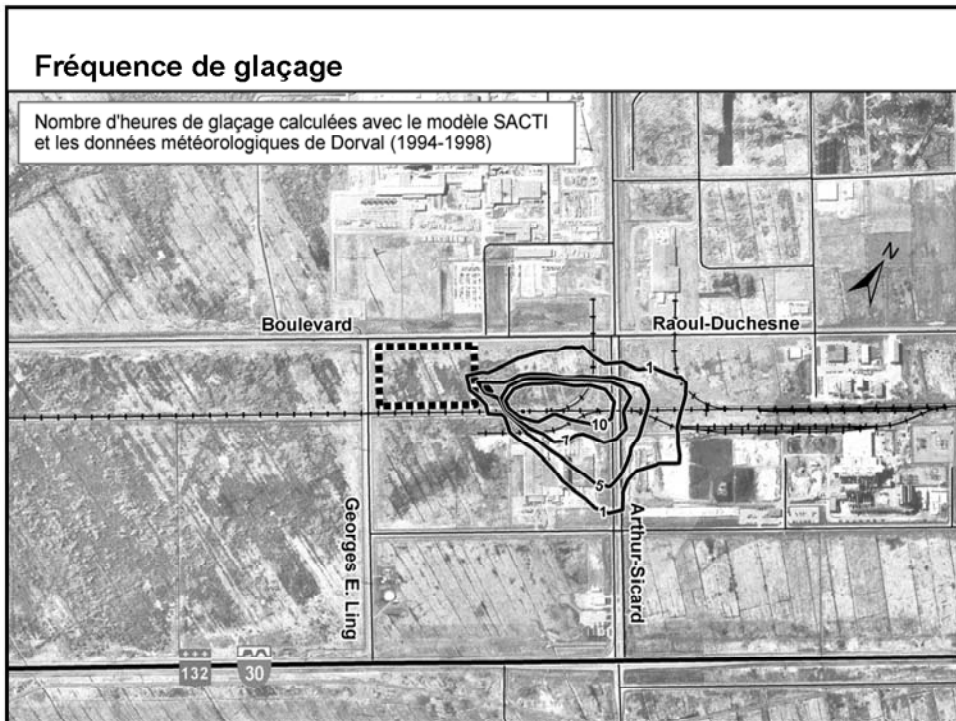 Fréquence de glaçage
Nombre d'heures de glaçage calculées avec le modèle SACTI
et les données météorologiques de Dorval (1994-1998)
N
Boulevard
Raoul-Duchesne
1
10
7
5
1
Georges E. Ling
Arthur-Sicard
132
30